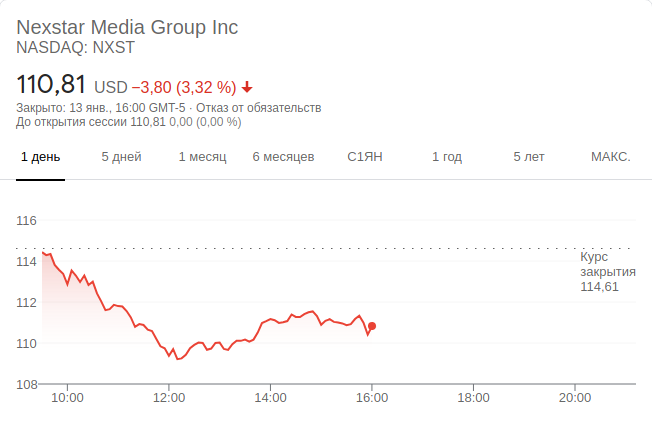 Nexstar Media Group Inc
NASDAQ: NXST
110,81 USD −3,80 (3,32 %)
Закрыто: 13 янв., 16:00 GMT-5 · Отказ от обязательств
До открытия сессии 110,81 0,00 (0,00 %)
1 день 5 дней 1 месяц 6 месяцев С1ЯН 1 год 5 лет МАКС.
116
114
112
110
108
Курс
закрытия
114,61
10:00 12:00 14:00 16:00 18:00 20:00